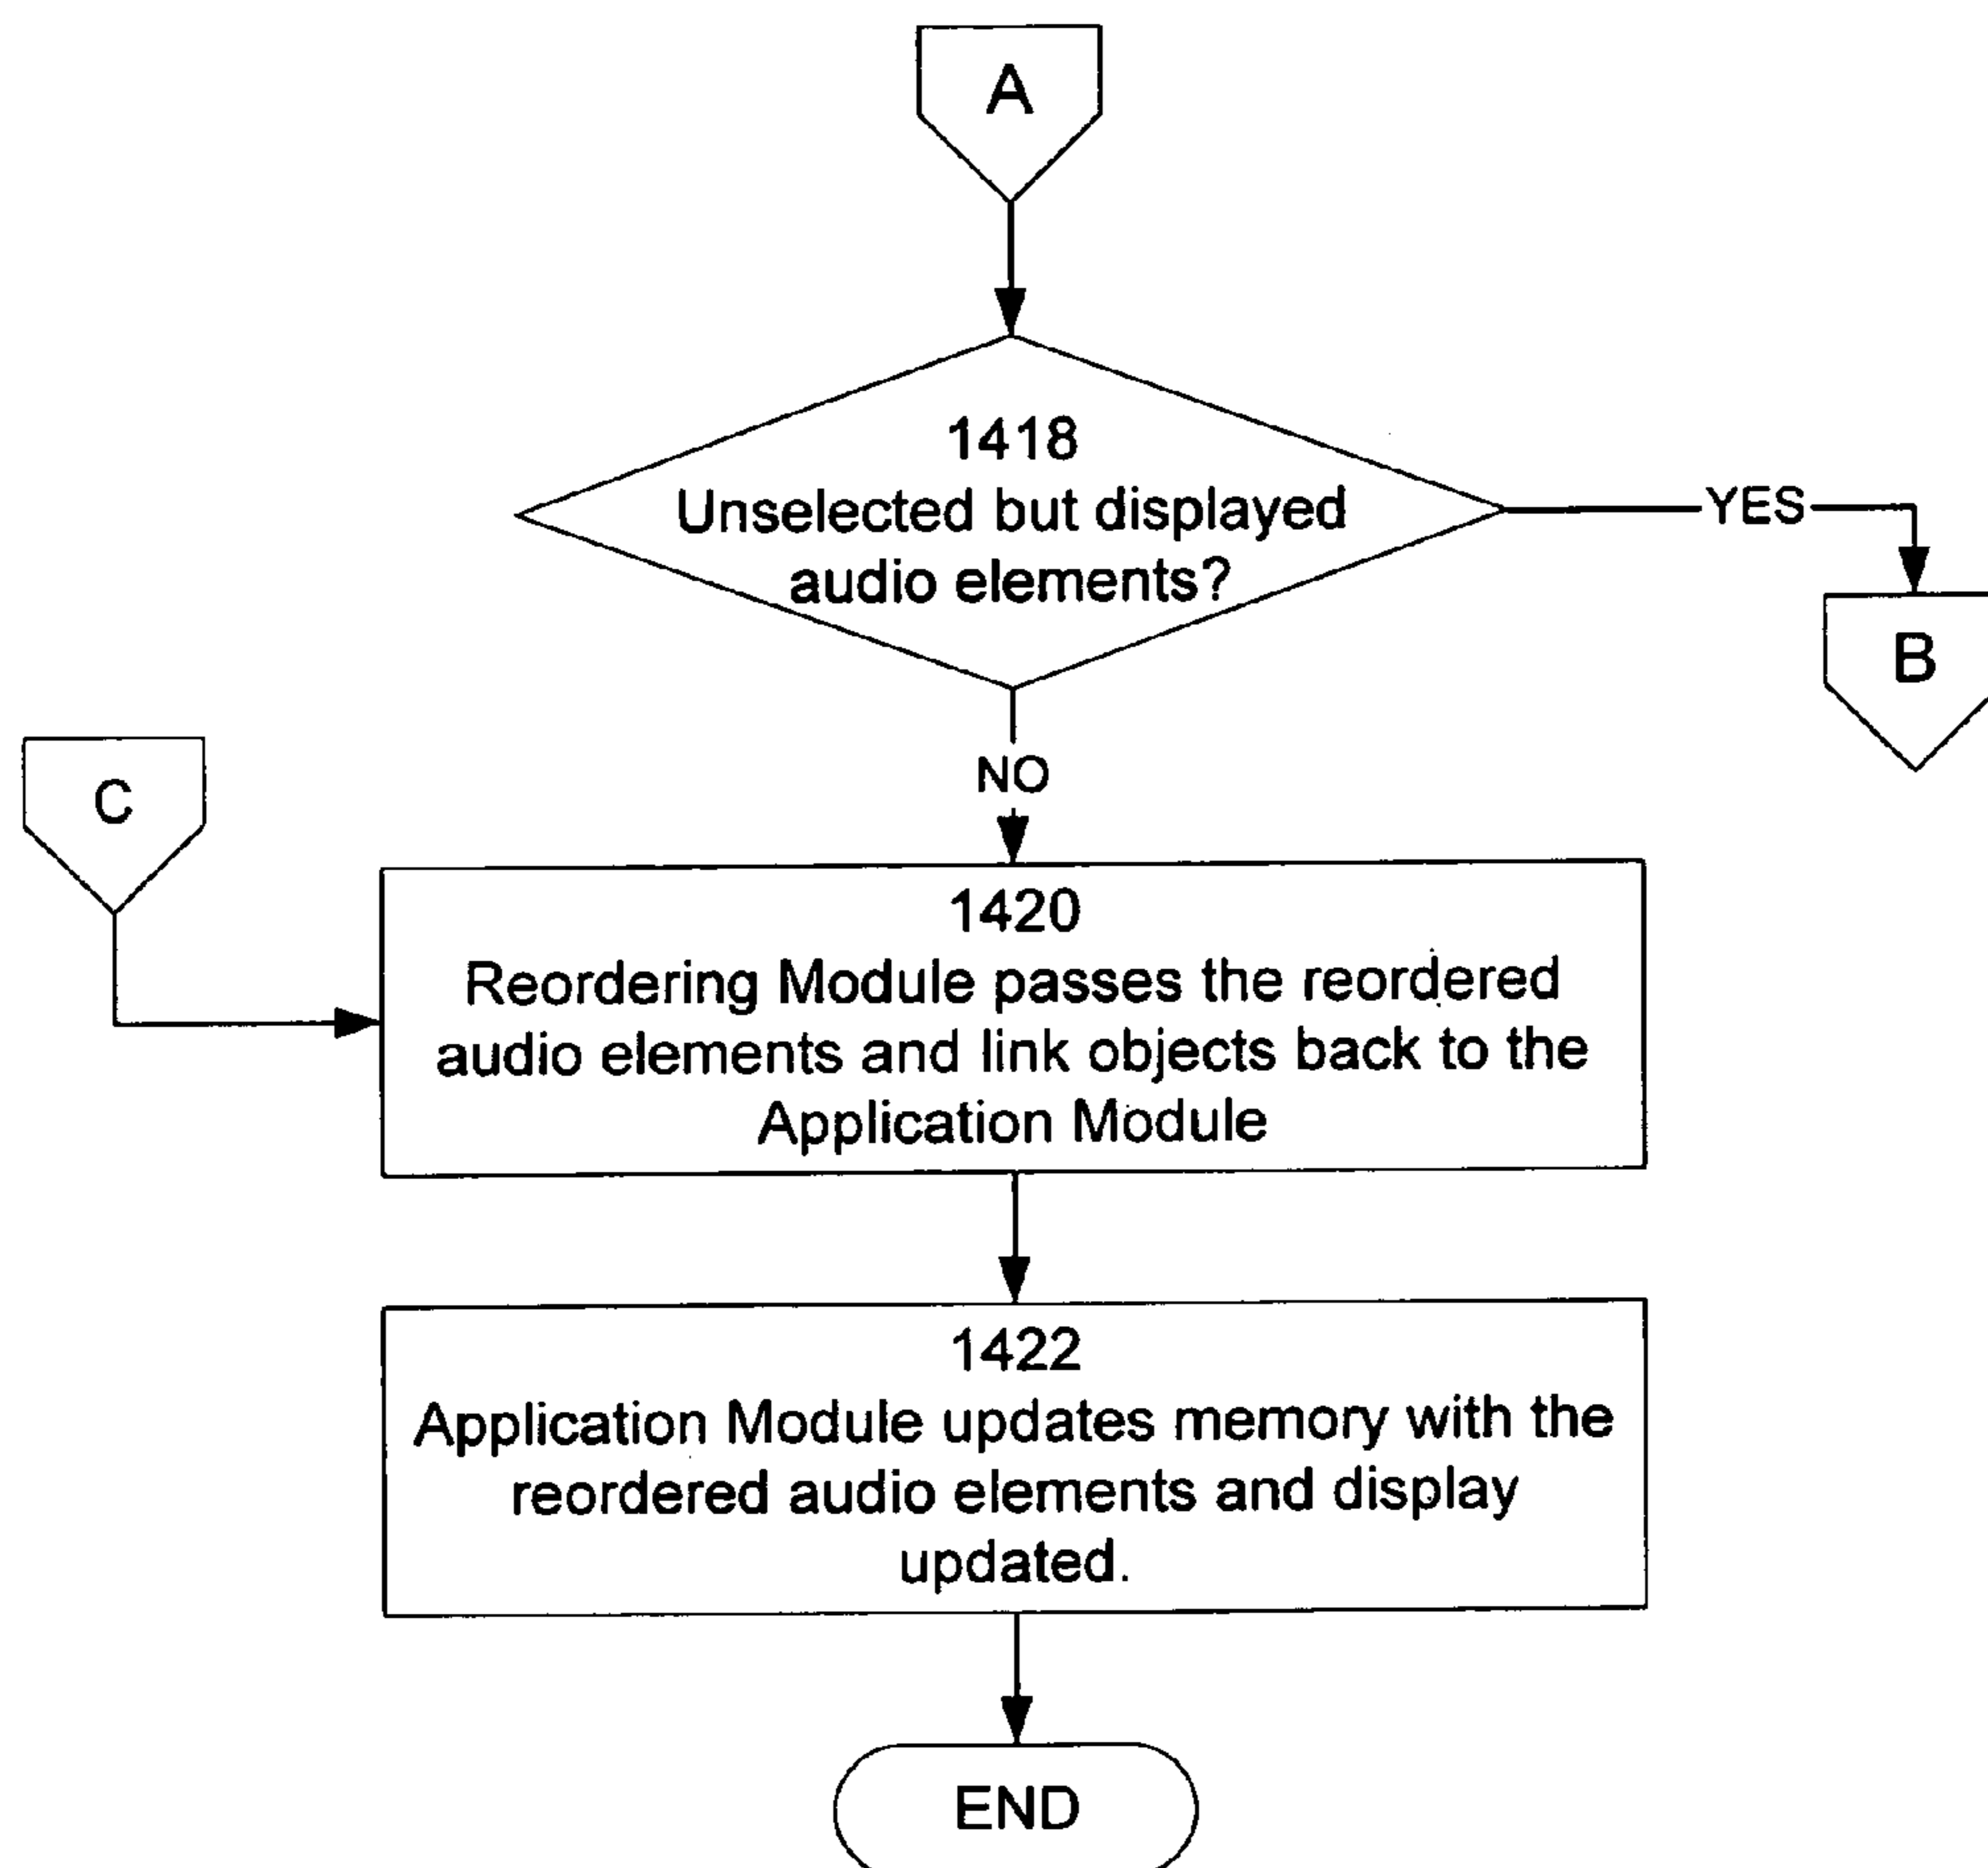 A
1418
Unselected but displayed
audio elements?
YES
B
NO
C
1420
Reordering Module passes the reordered
audio elements and link objects back to the
Application Module
1422
Application Module updates memory with the
reordered audio elements and display
updated.
END